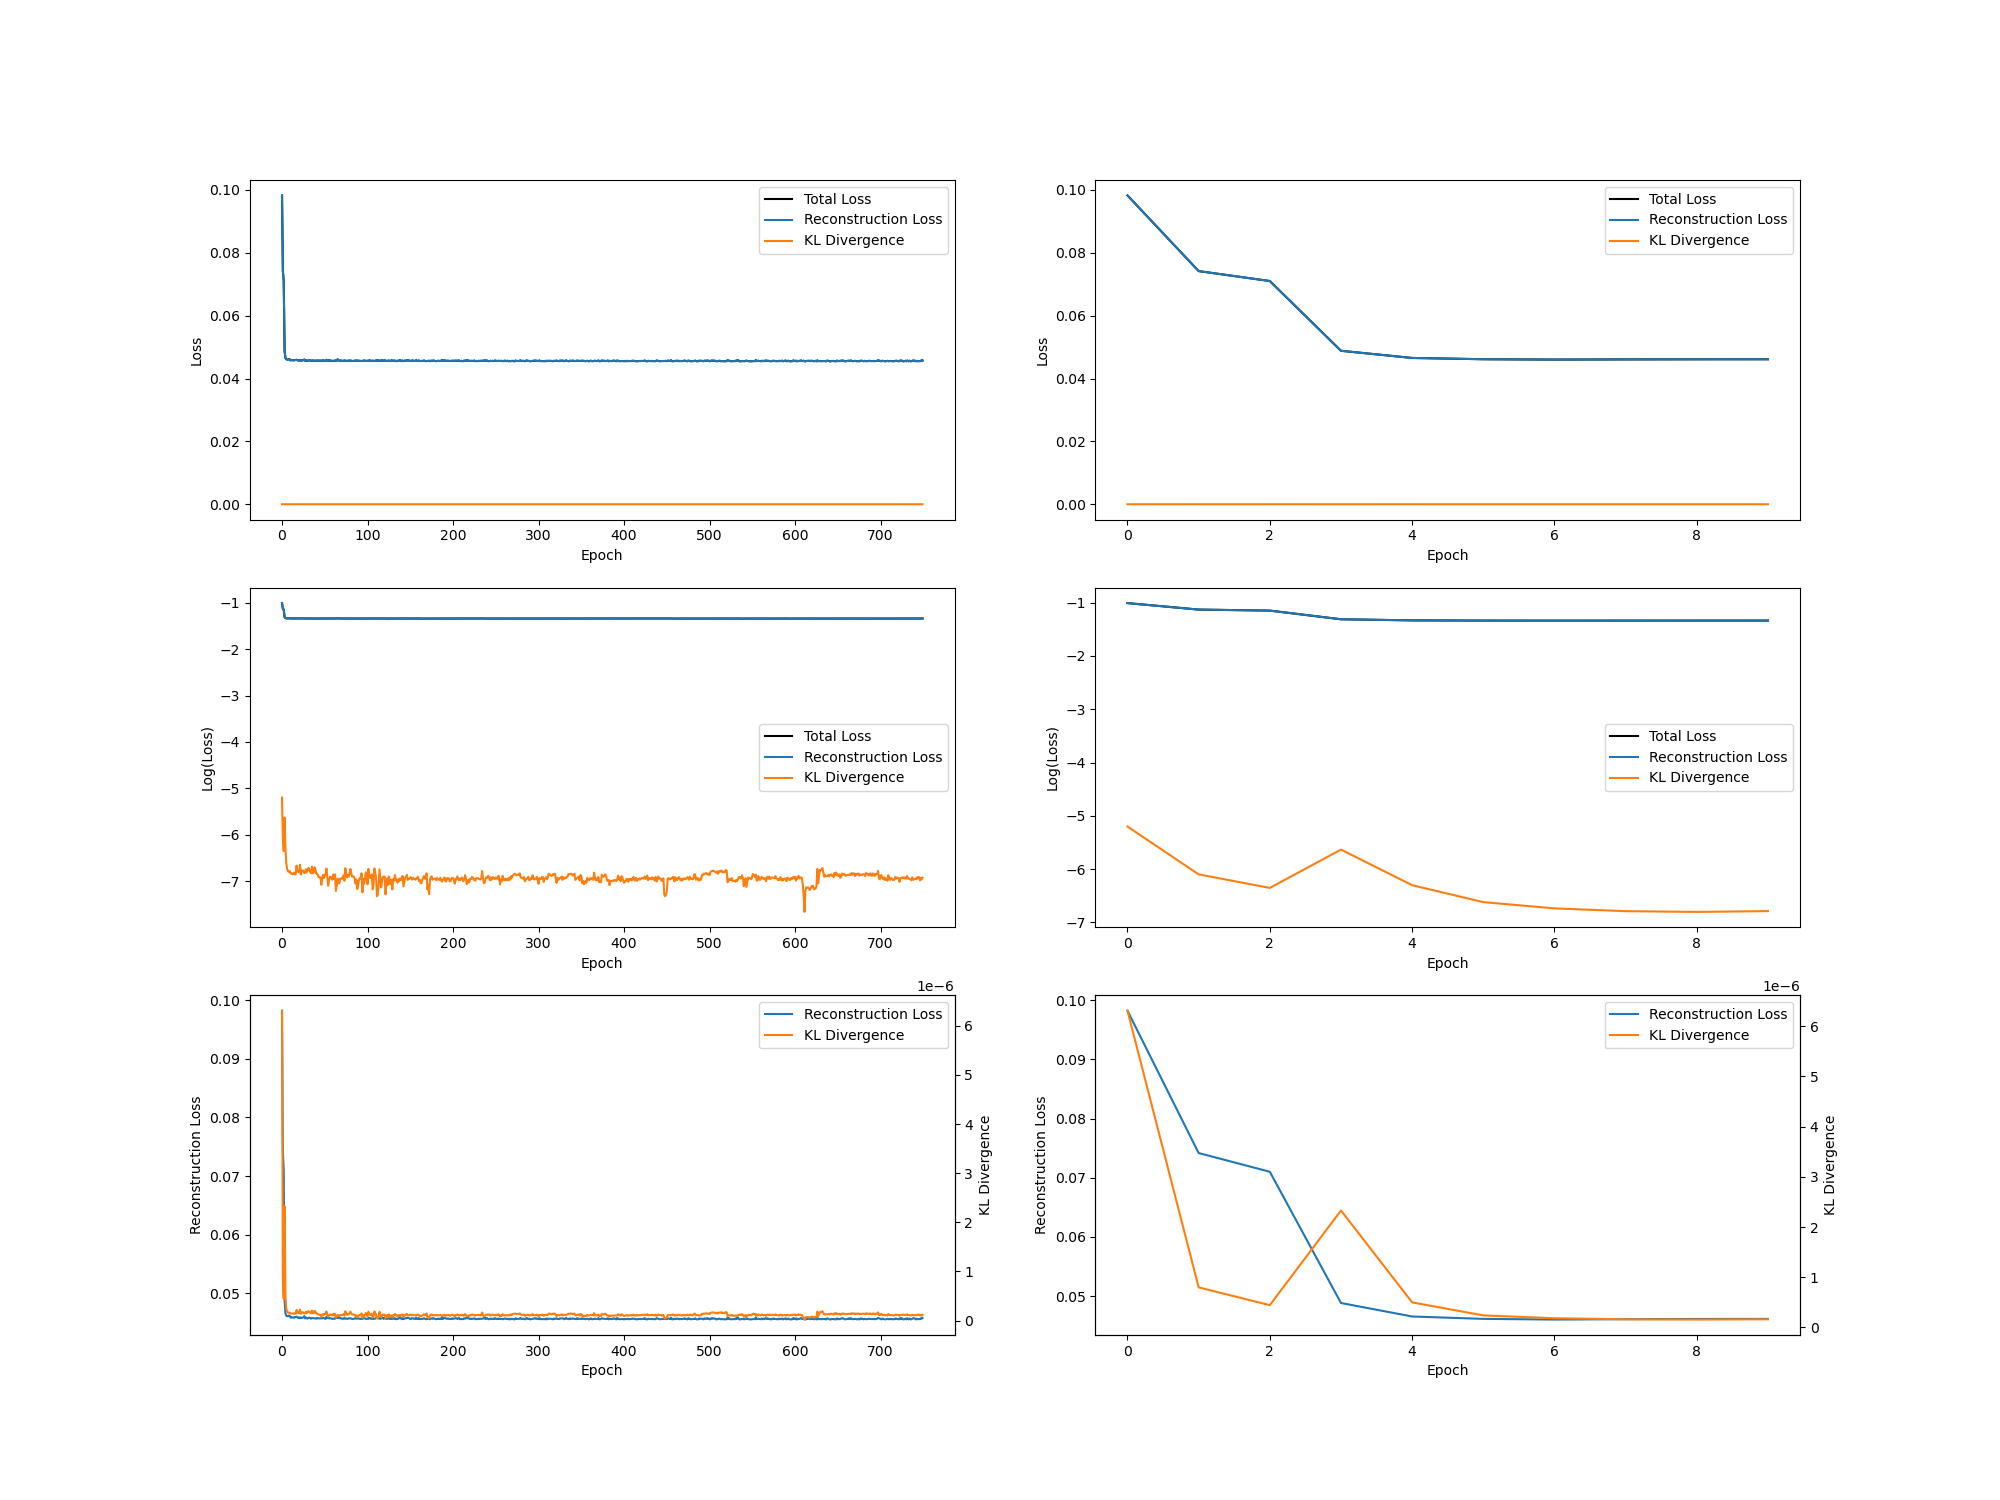 0.10
0.08
0.06
0.04
0.02
0.00
Loss
0 100 200 300 400 500 600 700
Epoch
Total Loss
Reconstruction Loss
KL Divergence
0.10
0.08
0.06
0.04
0.02
0.00
Loss
0 2 4 6 8
Epoch
Total Loss
Reconstruction Loss
KL Divergence
−1
−2
−3
−4
−5
−6
−7
Log(Loss)
0 100 200 300 400 500 600 700
Epoch
Total Loss
Reconstruction Loss
KL Divergence
−1
−2
−3
−4
−5
−6
−7
Log(Loss)
0 2 4 6 8
Epoch
Total Loss
Reconstruction Loss
KL Divergence
1e−6
0.10
0.09
0.08
0.07
0.06
0.05
Reconstruction Loss
0 100 200 300 400 500 600 700
Epoch
Reconstruction Loss
KL Divergence
6
5
4
3
2
1
0
KL Divergence
1e−6
0.10
0.09
0.08
0.07
0.06
0.05
Reconstruction Loss
0 2 4 6 8
Epoch
Reconstruction Loss
KL Divergence
6
5
4
3
2
1
0
KL Divergence